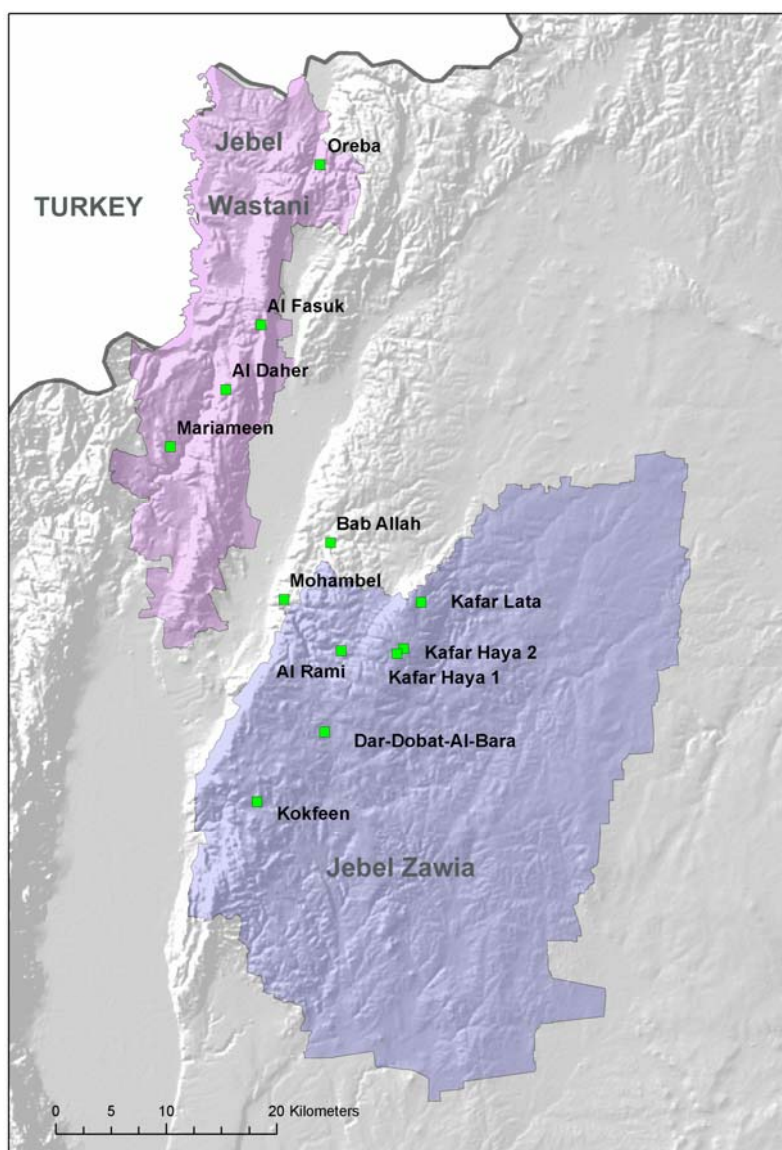 Jebel
Oreba
TURKEY
Wastani
Al Fasuk
Al Daher
Mariameen
Bab Allah
Mohambel
Kafar Lata
Al Rami
Kafar Haya 2
Kafar Haya 1
Dar-Dobat-Al-Bara
Kokfeen
Jebel Zawia
0 5 10 20 Kilometers